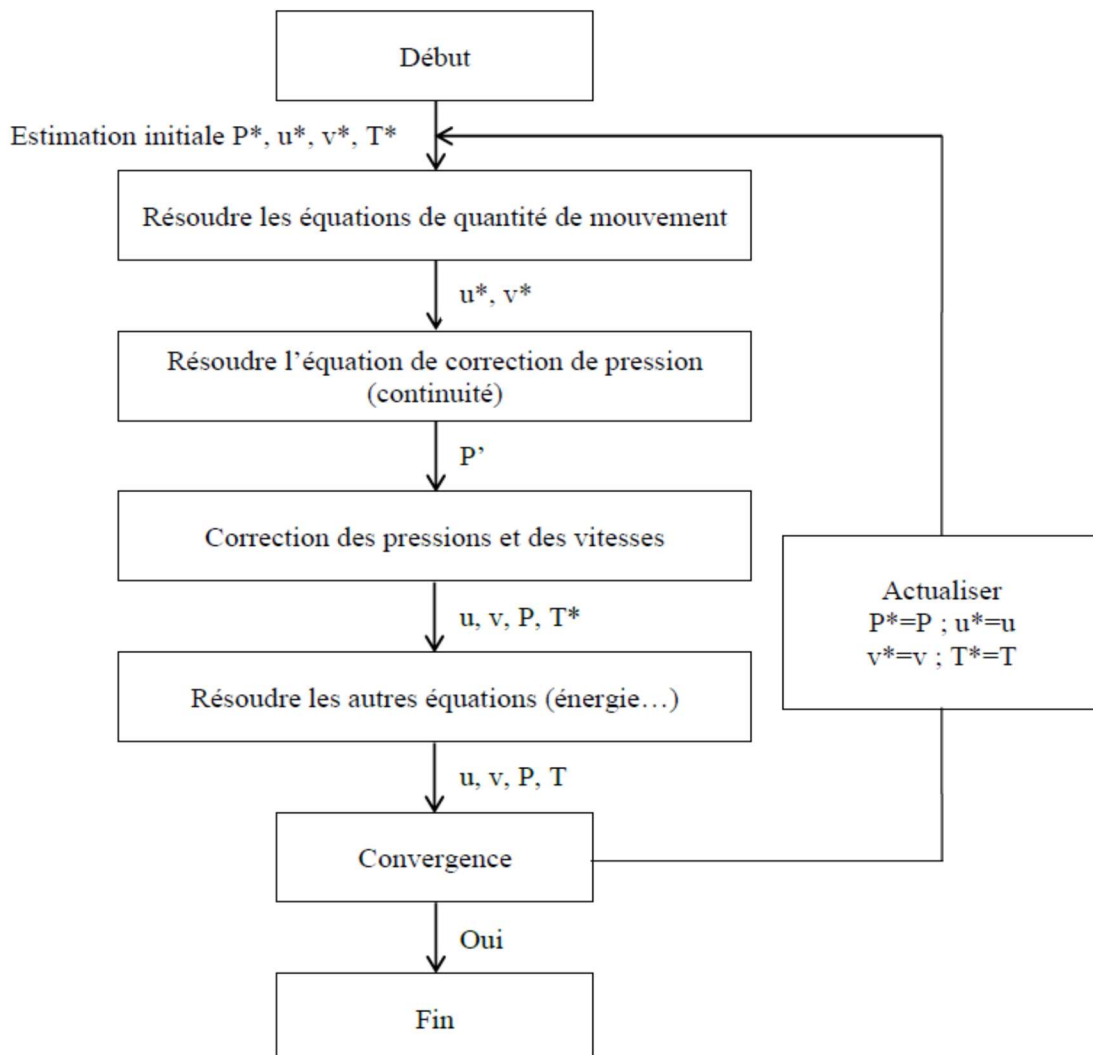 Début
Estimation initiale P*, u*, v*, T*
Résoudre les équations de quantité de mouvement
u*, v*
Résoudre l’équation de correction de pression
(continuité)
P’
Correction des pressions et des vitesses
u, v, P, T*
Résoudre les autres équations (énergie…)
u, v, P, T
Convergence
Actualiser
P*=P ; u*=u
v*=v ; T*=T
Oui
Fin